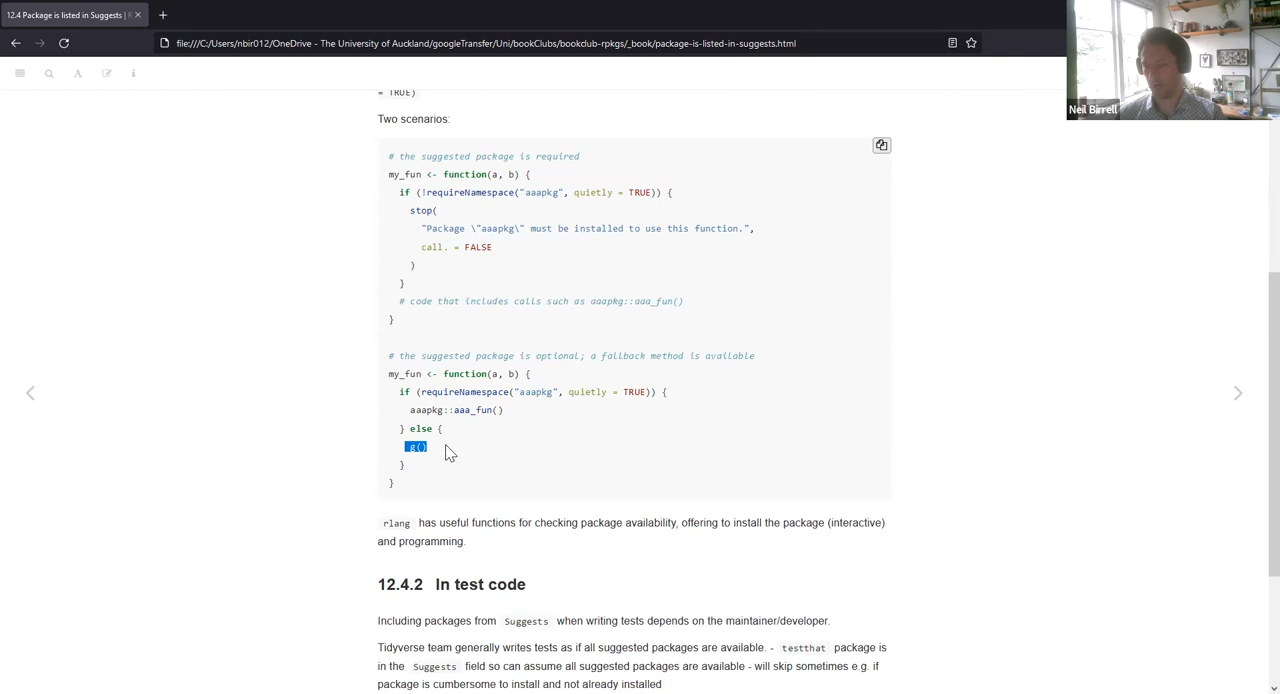 12.4 Package is listed in Suggests | R
file:///C:/Users/nbir012/OneDrive - The University of Auckland/googleTransfer/Uni/bookClubs/bookclub-rpkgs/_book/package-is-listed-in-suggests.html
Neil Birrell
= TRUE)
Two scenarios:
# the suggested package is required
my_fun <- function(a, b) {
if (!requireNamespace("aaapkg", quietly = TRUE)) {
stop(
"Package \"aaapkg\" must be installed to use this function.",
call. = FALSE
)
}
# code that includes calls such as aaapkg::aaa_fun()
}
# the suggested package is optional; a fallback method is available
my_fun <- function(a, b) {
if (requireNamespace("aaapkg", quietly = TRUE)) {
aaapkg::aaa_fun()
} else {
g()
}
}
rlang has useful functions for checking package availability, offering to install the package (interactive)
and programming.
12.4.2 In test code
Including packages from Suggests when writing tests depends on the maintainer/developer.
Tidyverse team generally writes tests as if all suggested packages are available. - testthat package is
in the Suggests field so can assume all suggested packages are available - will skip sometimes e.g. if
package is cumbersome to install and not already installed